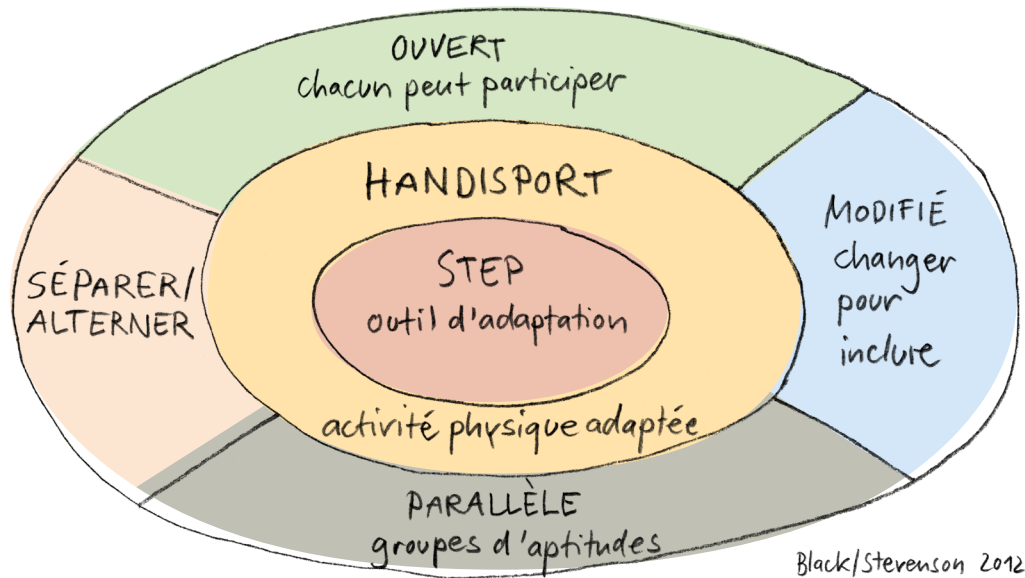 OUVERT
chacun peut participer
HANDISPORT
STEP
outil d'adaptation
activité physique adaptée
MODIFIÉ
changer
pour
inclure
SÉPARER/
ALTERNER
PARALLÈLE
groupes d'aptitudes
Black/Stevenson 2012